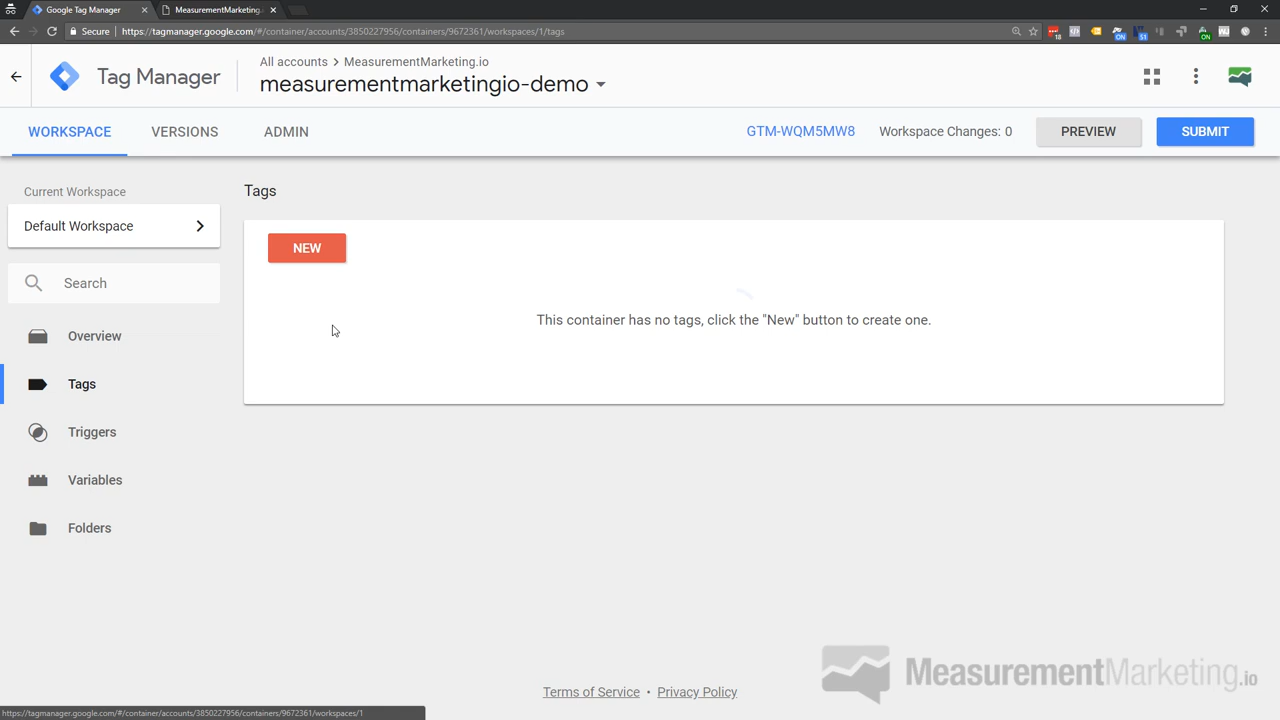 Google Tag Manager
MeasurementMarketing.
Secure
https://tagmanager.google.com/#/container/accounts/3850227956/containers/9672361/workspaces/1/tags
18
ON
51
ON
Tag Manager
All accounts > MeasurementMarketing.io
measurementmarketingio-demo
WORKSPACE
VERSIONS
ADMIN
GTM-WQM5MW8
Workspace Changes: 0
PREVIEW
SUBMIT
Current Workspace
Default Workspace
Search
Overview
Tags
Triggers
Variables
Folders
Tags
NEW
This container has no tags, click the "New" button to create one.
Terms of Service • Privacy Policy
MeasurementMarketing.io
https://tagmanager.google.com/#/container/accounts/3850227956/containers/9672361/workspaces/1